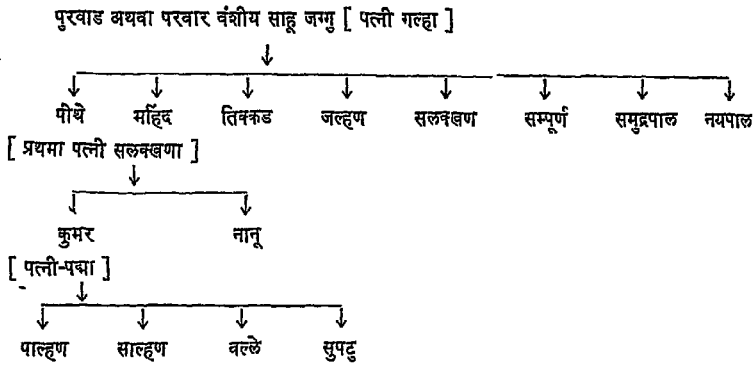 पुरवाड अथवा परवार वंशीय साहू जग्गु [ पत्नी गल्हा ]
पीथे महिंद तिक्कड जल्हण सलक्खण सम्पूर्ण समुद्रपाल नयपाल
[ प्रथमा पत्नी सलक्खणा ]
कुमर नानू
[ पत्नी-पद्मा ]
पाल्हण साल्हण वल्ले सुपटु